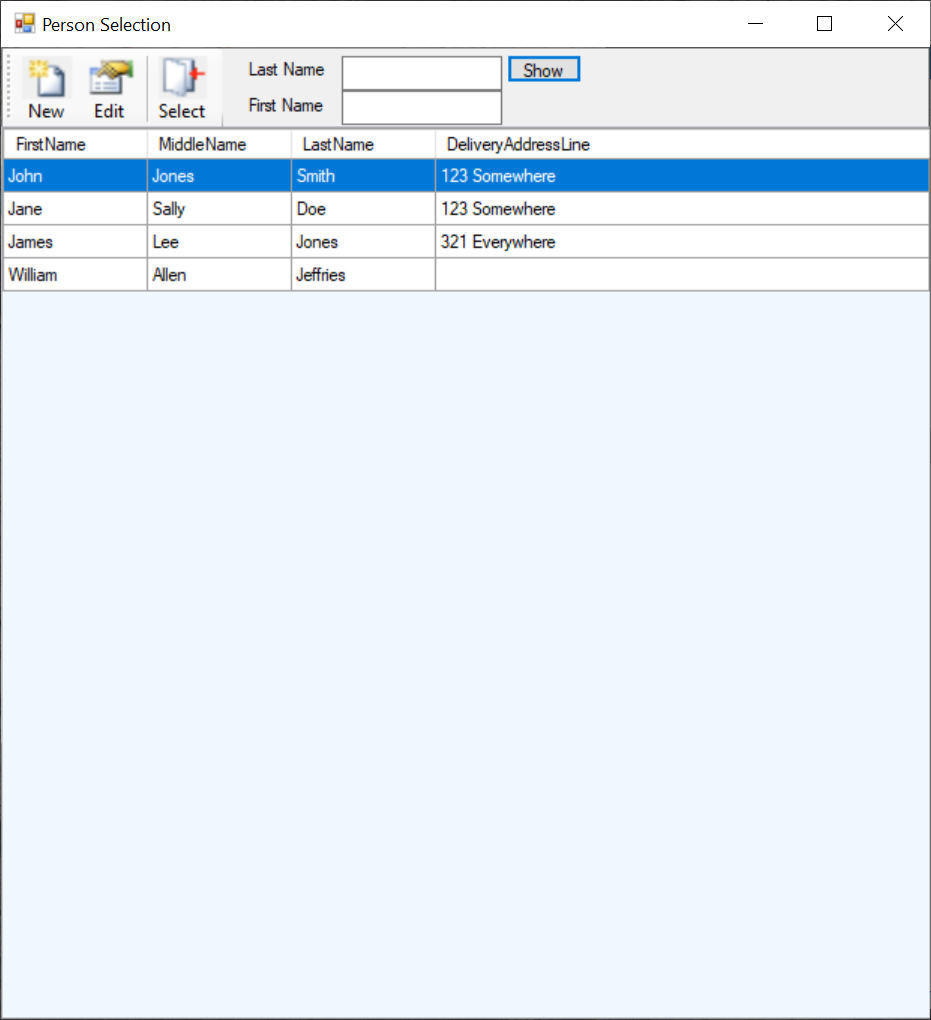 Person Selection
Last Name Show
New Edit Select First Name
FirstName MiddleName LastName DeliveryAddressLine
John Jones Smith 123 Somewhere
Jane Sally Doe 123 Somewhere
James Lee Jones 321 Everywhere
William Allen Jeffries